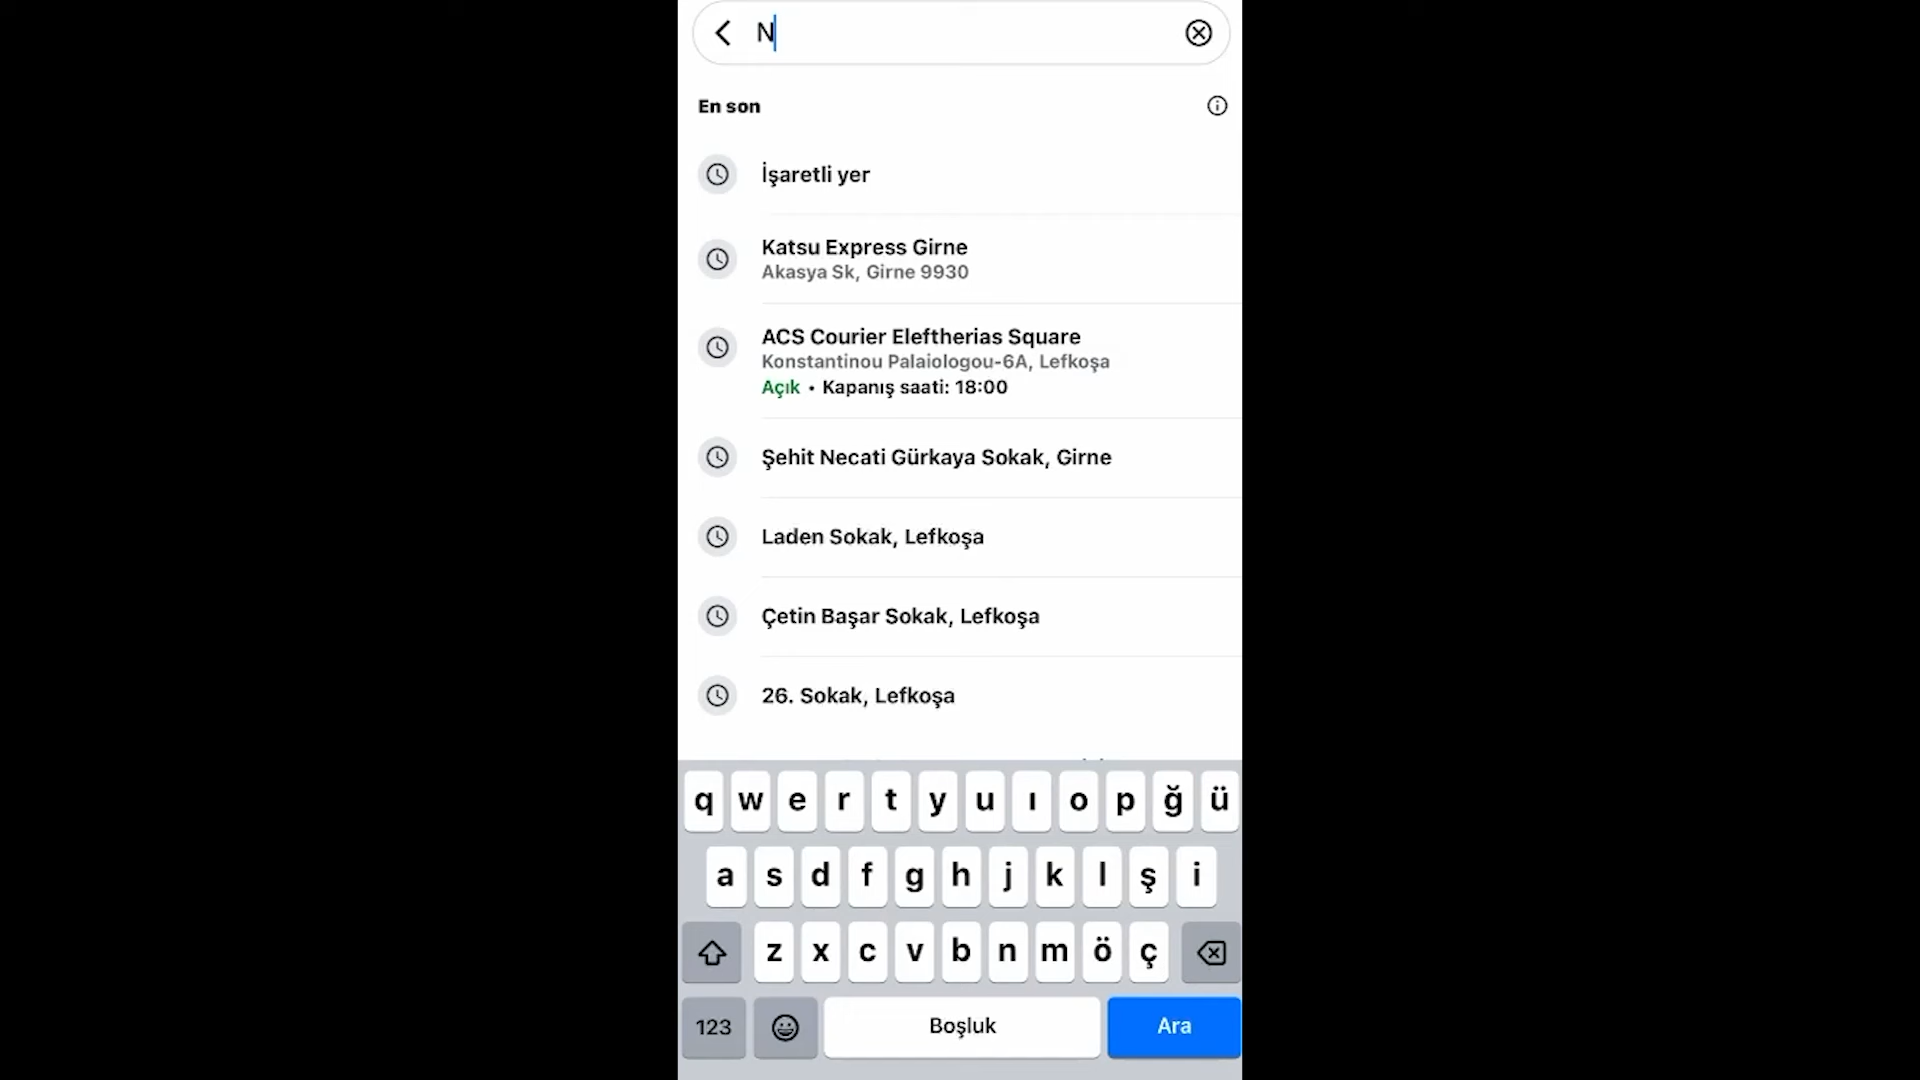 N
En son
İşaretli yer
Katsu Express Girne
Akasya Sk, Girne 9930
ACS Courier Eleftherias Square
Konstantinou Palaiologou-6A, Lefkoşa
Açık • Kapanış saati: 18:00
Şehit Necati Gürkaya Sokak, Girne
Laden Sokak, Lefkoşa
Çetin Başar Sokak, Lefkoşa
26. Sokak, Lefkoşa
q w e r t y u ı o p ğ ü
a s d f g h j k l ş i
z x c v b n m ö ç
123 Boşluk Ara